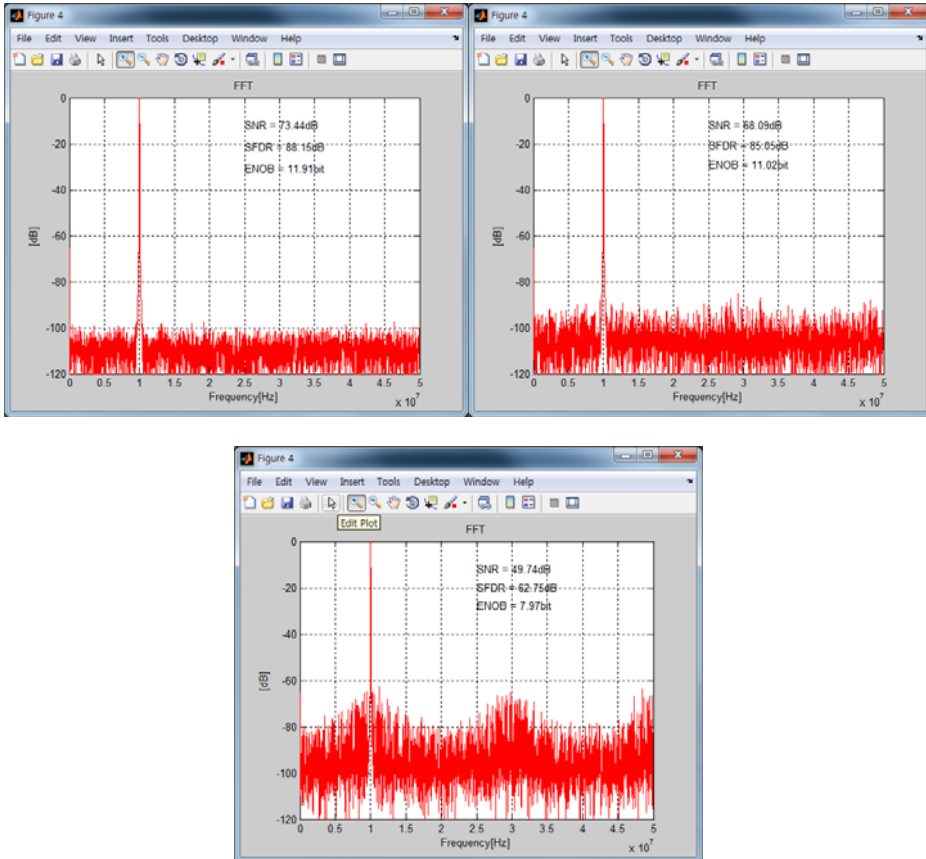 Figure 4
File Edit View Insert Tools Desktop Window Help
FFT
SNR = 73.44dB
SFDR = 88.15dB
ENOB = 11.91bit
0
-20
-40
-60
-80
-100
-120
[dB]
0 0.5 1 1.5 2 2.5 3 3.5 4 4.5 5
Frequency[Hz]
x 10^7
Figure 4
File Edit View Insert Tools Desktop Window Help
FFT
SNR = 68.09dB
SFDR = 85.05dB
ENOB = 11.02bit
0
-20
-40
-60
-80
-100
-120
[dB]
0 0.5 1 1.5 2 2.5 3 3.5 4 4.5 5
Frequency[Hz]
x 10^7
Figure 4
File Edit View Insert Tools Desktop Window Help
Edit Plot
FFT
SNR = 49.74dB
SFDR = 62.75dB
ENOB = 7.97bit
0
-20
-40
-60
-80
-100
-120
[dB]
0 0.5 1 1.5 2 2.5 3 3.5 4 4.5 5
Frequency[Hz]
x 10^7